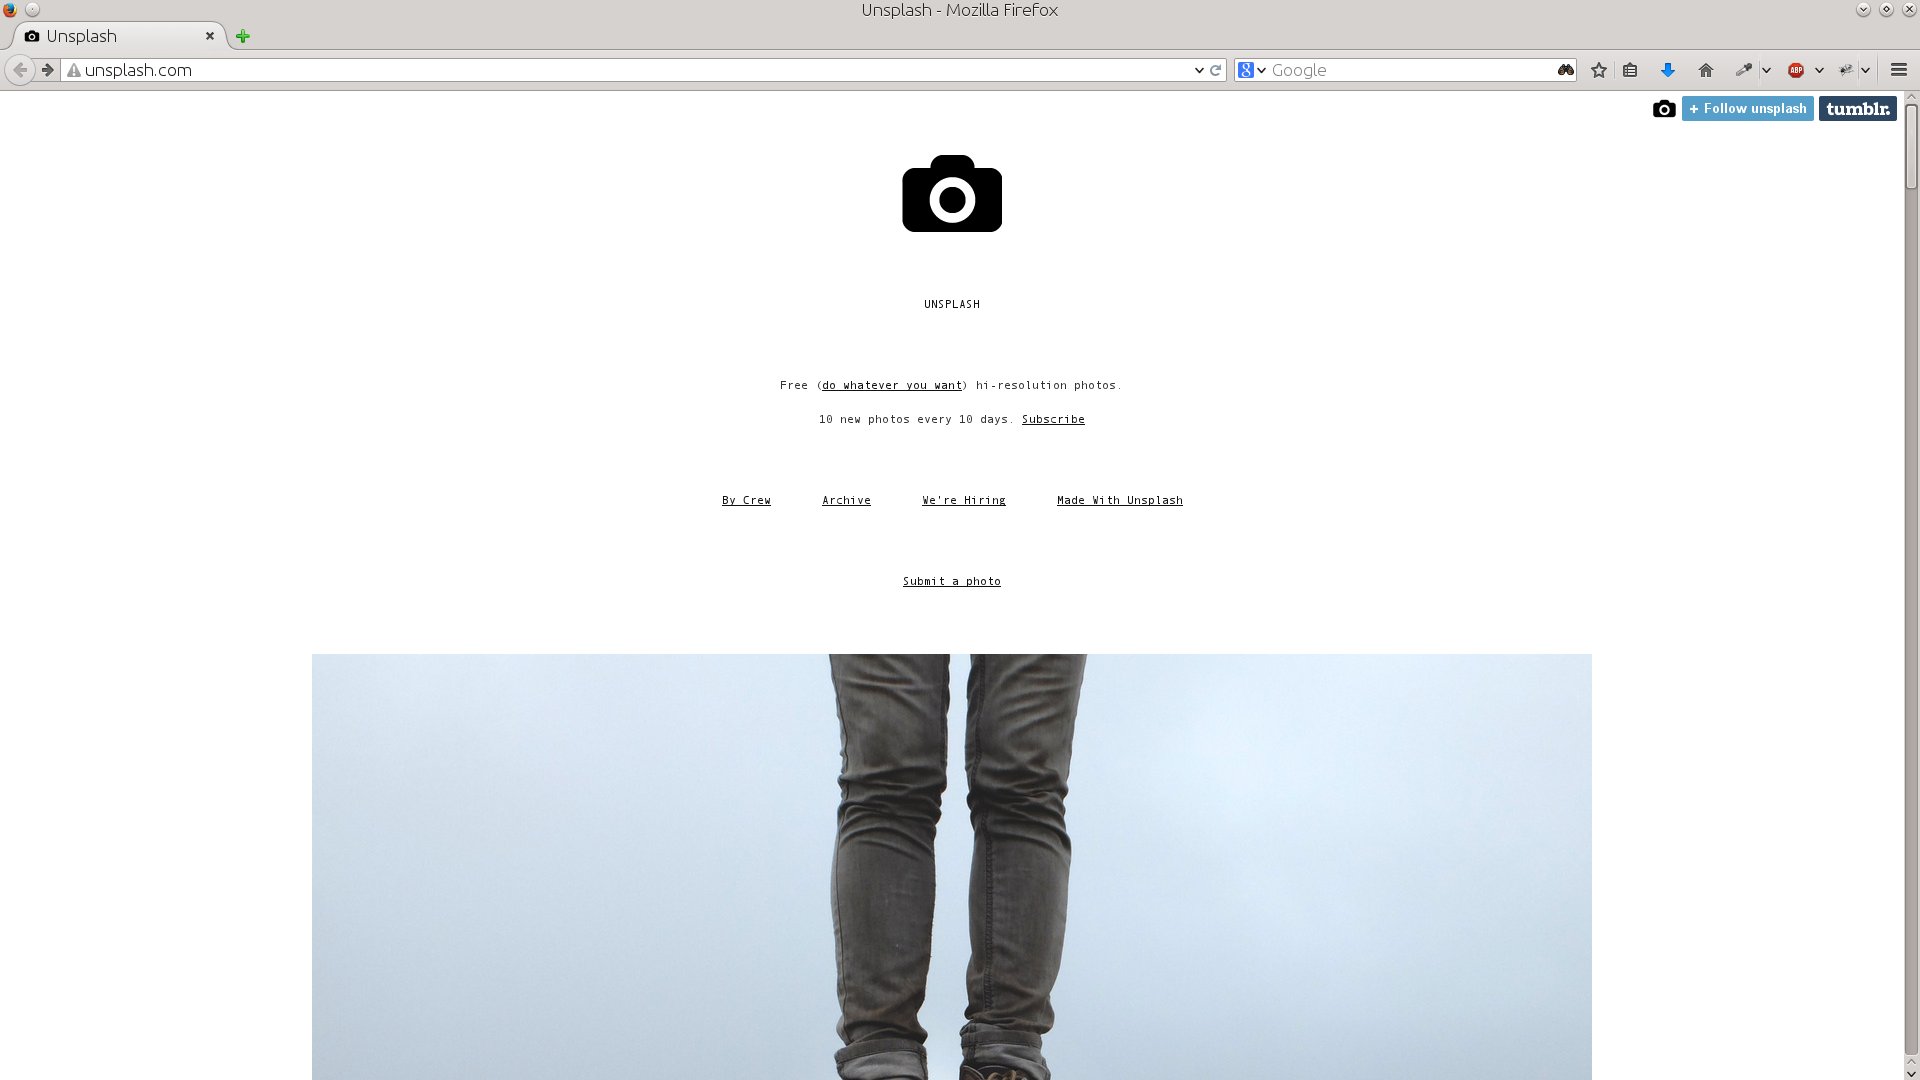 Unsplash - Mozilla Firefox
Unsplash
unsplash.com
Google
ABP
+ Follow unsplash
tumblr.
UNSPLASH
Free (do whatever you want) hi-resolution photos.
10 new photos every 10 days. Subscribe
By Crew Archive We're Hiring Made With Unsplash
Submit a photo